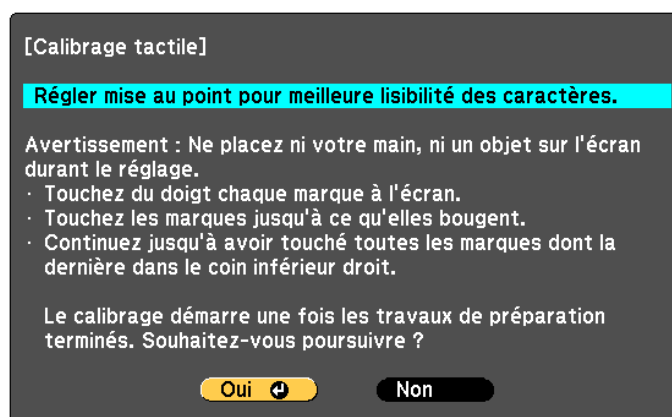 [Calibrage tactile]
Régler mise au point pour meilleure lisibilité des caractères.
Avertissement : Ne placez ni votre main, ni un objet sur l'écran
durant le réglage.
· Touchez du doigt chaque marque à l'écran.
· Touchez les marques jusqu'à ce qu'elles bougent.
· Continuez jusqu'à avoir touché toutes les marques dont la
dernière dans le coin inférieur droit.
Le calibrage démarre une fois les travaux de préparation
terminés. Souhaitez-vous poursuivre ?
Oui Non